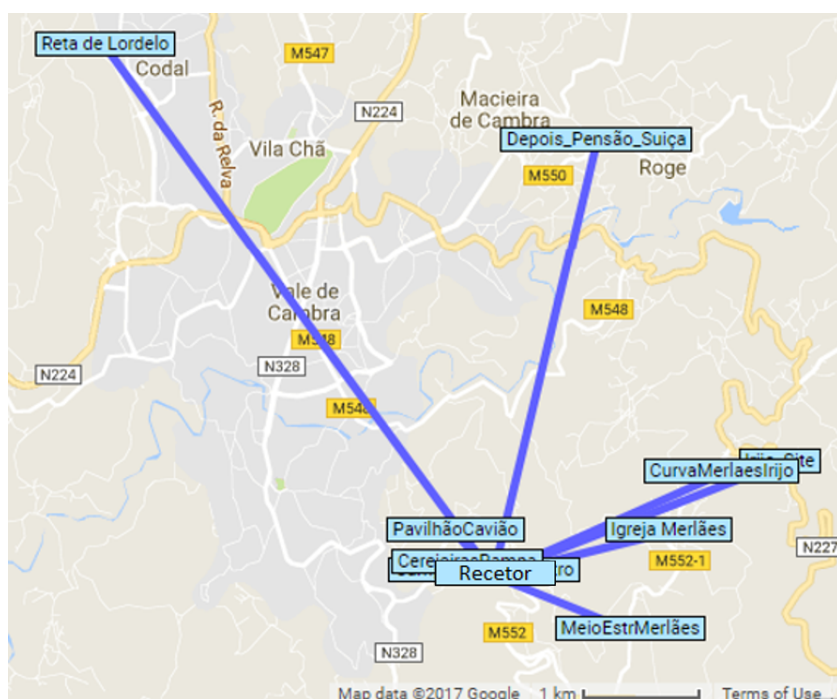 Reta de Lordelo
Codal
M547
R. da Relva
N224
Macieira
de Cambra
Depois_Pensão_Suiça
Vila Chã
M550
Roge
Vale de
Cambra
M548
M548
N328
N224
M548
CurvaMerlaesIrijo
Site
PavilhãoCavião
Igreja Merlães
N227
M552-1
Recetor
MeioEstrMerlães
M552
N328
Map data ©2017 Google
1 km
Terms of Use